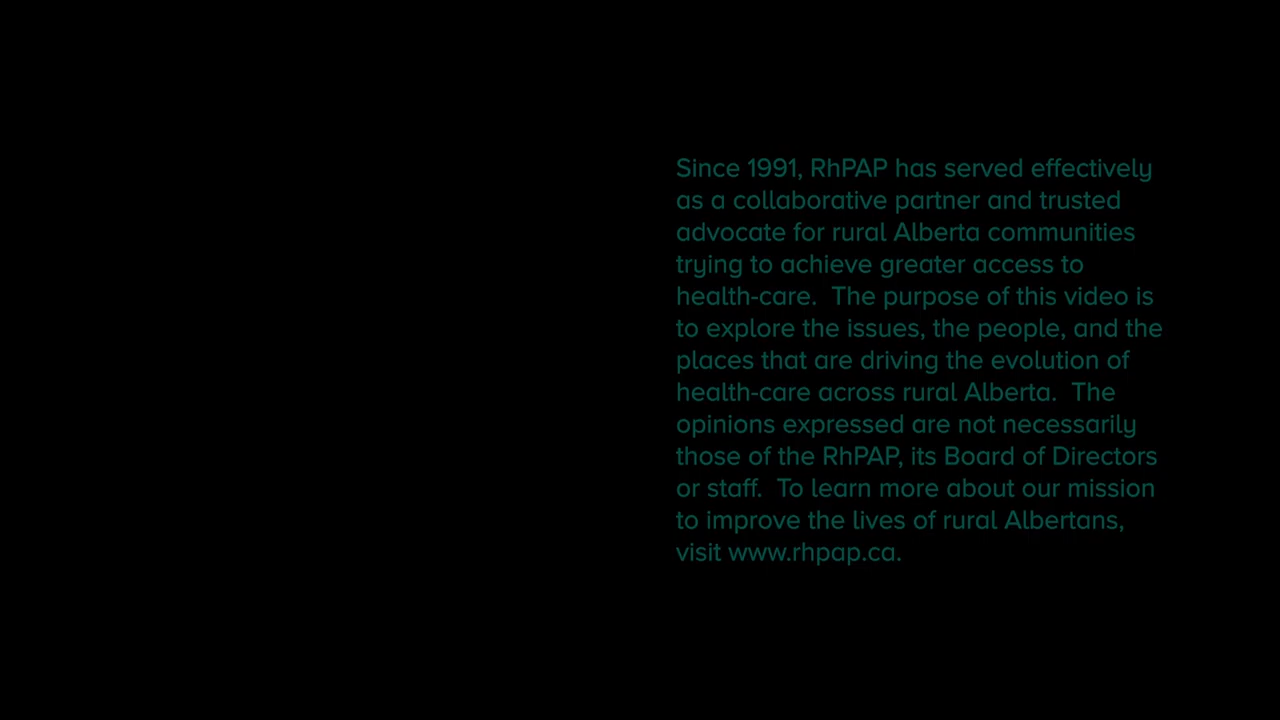 Since 1991, RhPAP has served effectively
as a collaborative partner and trusted
advocate for rural Alberta communities
trying to achieve greater access to
health-care.  The purpose of this video is
to explore the issues, the people, and the
places that are driving the evolution of
health-care across rural Alberta.  The
opinions expressed are not necessarily
those of the RhPAP, its Board of Directors
or staff.  To learn more about our mission
to improve the lives of rural Albertans,
visit www.rhpap.ca.